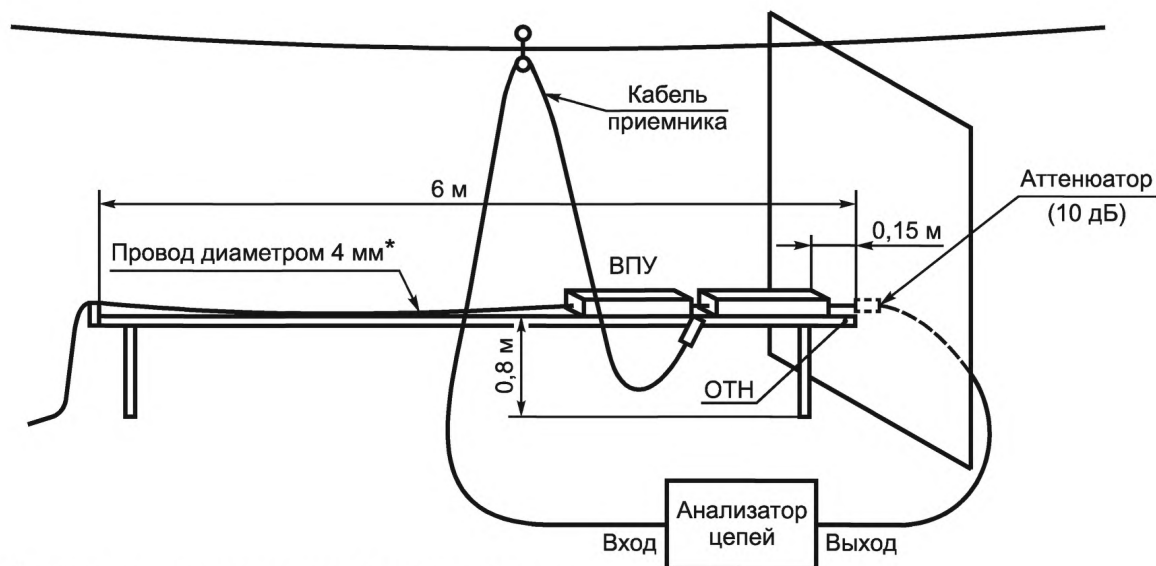 Кабель
приемника
6 м
Аттенюатор
(10 дБ)
0,15 м
Провод диаметром 4 мм*
ВПУ
0,8 м
ОТН
Анализатор
цепей
Вход
Выход